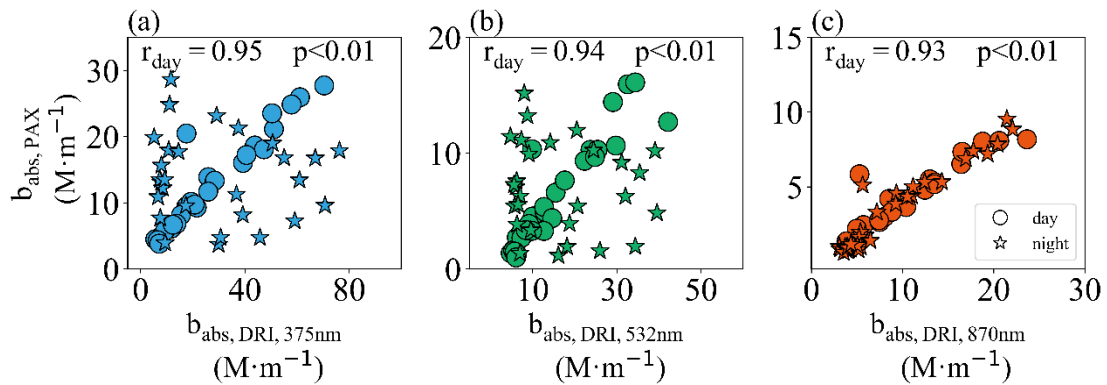 (a)
r_day = 0.95 p<0.01
b_abs, PAX
(M·m⁻¹)
30
20
10
0
0 40 80
b_abs, DRI, 375nm
(M·m⁻¹)
(b)
r_day = 0.94 p<0.01
20
10
0
0 30 60
b_abs, DRI, 532nm
(M·m⁻¹)
(c)
r_day = 0.93 p<0.01
15
10
5
day
night
0 10 20 30
b_abs, DRI, 870nm
(M·m⁻¹)